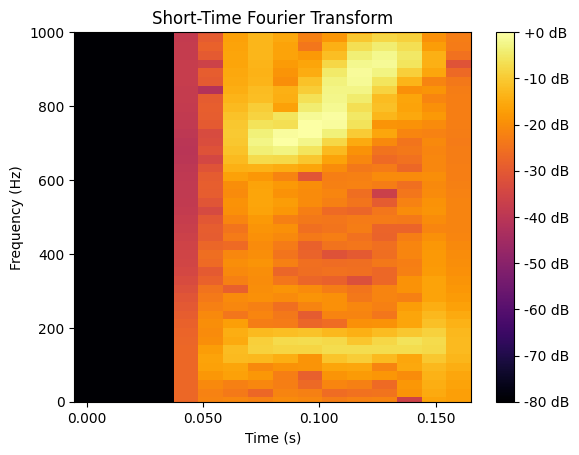 Short-Time Fourier Transform
1000
800
600
400
200
0
Frequency (Hz)
0.000
0.050
0.100
0.150
Time (s)
+0 dB
-10 dB
-20 dB
-30 dB
-40 dB
-50 dB
-60 dB
-70 dB
-80 dB